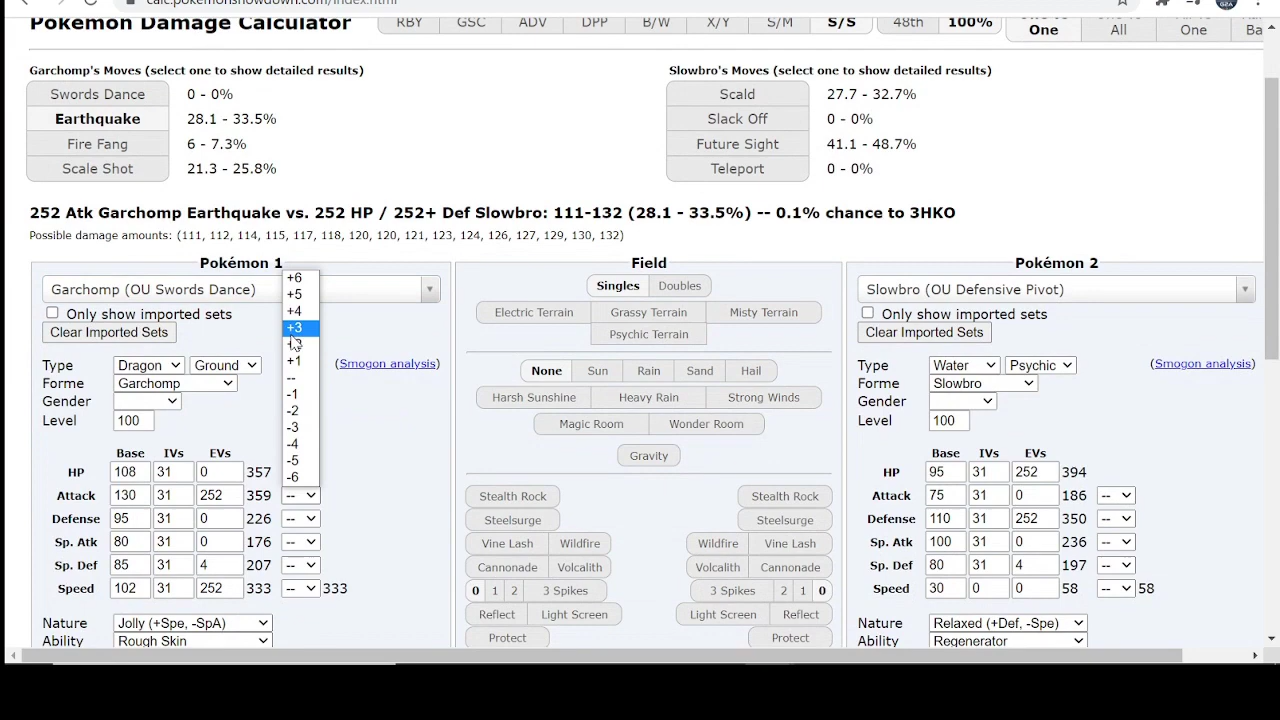 calc.pokemonshowdown.com/index.html
Pokémon Damage Calculator RBY GSC ADV DPP B/W X/Y S/M S/S 48th 100% One All One
Garchomp's Moves (select one to show detailed results) Slowbro's Moves (select one to show detailed results)
Swords Dance 0 - 0% Scald 27.7 - 32.7%
Earthquake 28.1 - 33.5% Slack Off 0 - 0%
Fire Fang 6 - 7.3% Future Sight 41.1 - 48.7%
Scale Shot 21.3 - 25.8% Teleport 0 - 0%
252 Atk Garchomp Earthquake vs. 252 HP / 252+ Def Slowbro: 111-132 (28.1 - 33.5%) -- 0.1% chance to 3HKO
Possible damage amounts: (111, 112, 114, 115, 117, 118, 120, 120, 121, 123, 124, 126, 127, 129, 130, 132)
Pokémon 1
Garchomp (OU Swords Dance)
Only show imported sets
Clear Imported Sets
(Smogon analysis)
Type Dragon Ground
Forme Garchomp
Gender
Level 100
Base IVs EVs
HP 108 31 0 357
Attack 130 31 252 359 --
Defense 95 31 0 226 --
Sp. Atk 80 31 0 176 --
Sp. Def 85 31 4 207 --
Speed 102 31 252 333 -- 333
Nature Jolly (+Spe, -SpA)
Ability Rough Skin
+6
+5
+4
+3
+1
--
-1
-2
-3
-4
-5
-6
Field
Singles Doubles
Electric Terrain Grassy Terrain Misty Terrain
Psychic Terrain
None Sun Rain Sand Hail
Harsh Sunshine Heavy Rain Strong Winds
Magic Room Wonder Room
Gravity
Stealth Rock Stealth Rock
Steelsurge Steelsurge
Vine Lash Wildfire Wildfire Vine Lash
Cannonade Volcalith Volcalith Cannonade
0 1 2 3 Spikes 3 Spikes 2 1 0
Reflect Light Screen Light Screen Reflect
Protect Protect
Pokémon 2
Slowbro (OU Defensive Pivot)
Only show imported sets
Clear Imported Sets
(Smogon analysis)
Type Water Psychic
Forme Slowbro
Gender
Level 100
Base IVs EVs
HP 95 31 252 394
Attack 75 31 0 186 --
Defense 110 31 252 350 --
Sp. Atk 100 31 0 236 --
Sp. Def 80 31 4 197 --
Speed 30 0 0 58 -- 58
Nature Relaxed (+Def, -Spe)
Ability Regenerator